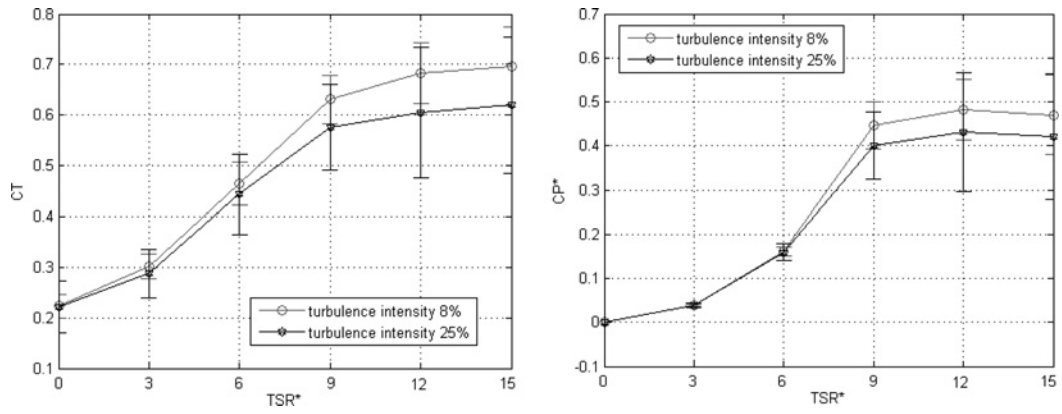 0.8
0.7
0.6
0.5
0.4
0.3
0.2
0.1
CT
0 3 6 9 12 15
TSR*
turbulence intensity 8%
turbulence intensity 25%
0.7
0.6
0.5
0.4
0.3
0.2
0.1
0
-0.1
CP*
0 3 6 9 12 15
TSR*
turbulence intensity 8%
turbulence intensity 25%